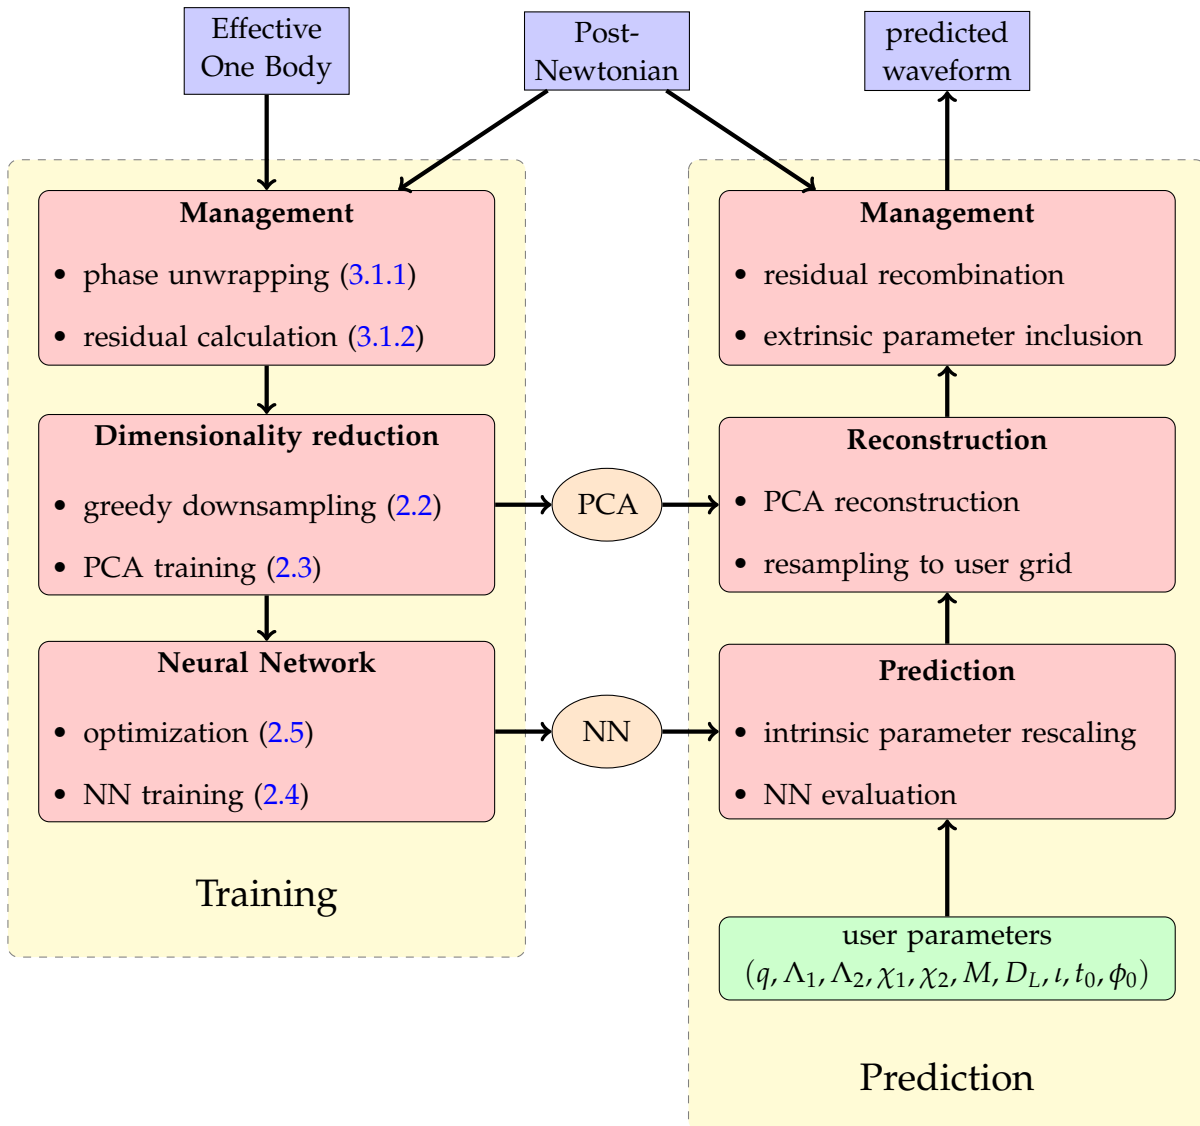 Effective
One Body
Post-
Newtonian
predicted
waveform
Management
• phase unwrapping (3.1.1)
• residual calculation (3.1.2)
Dimensionality reduction
• greedy downsampling (2.2)
• PCA training (2.3)
Neural Network
• optimization (2.5)
• NN training (2.4)
Training
PCA
NN
Management
• residual recombination
• extrinsic parameter inclusion
Reconstruction
• PCA reconstruction
• resampling to user grid
Prediction
• intrinsic parameter rescaling
• NN evaluation
user parameters
(q, Λ₁, Λ₂, χ₁, χ₂, M, D_L, ι, t₀, ϕ₀)
Prediction